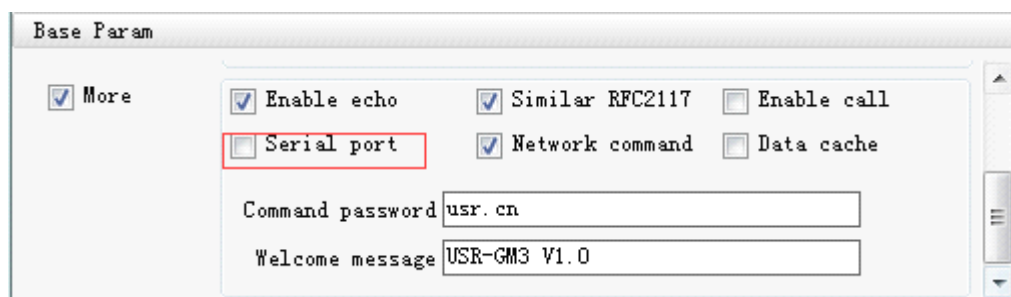 Base Param
More
Enable echo Similar RFC2117 Enable call
Serial port Network command Data cache
Command password usr.cn
Welcome message USR-GM3 V1.0